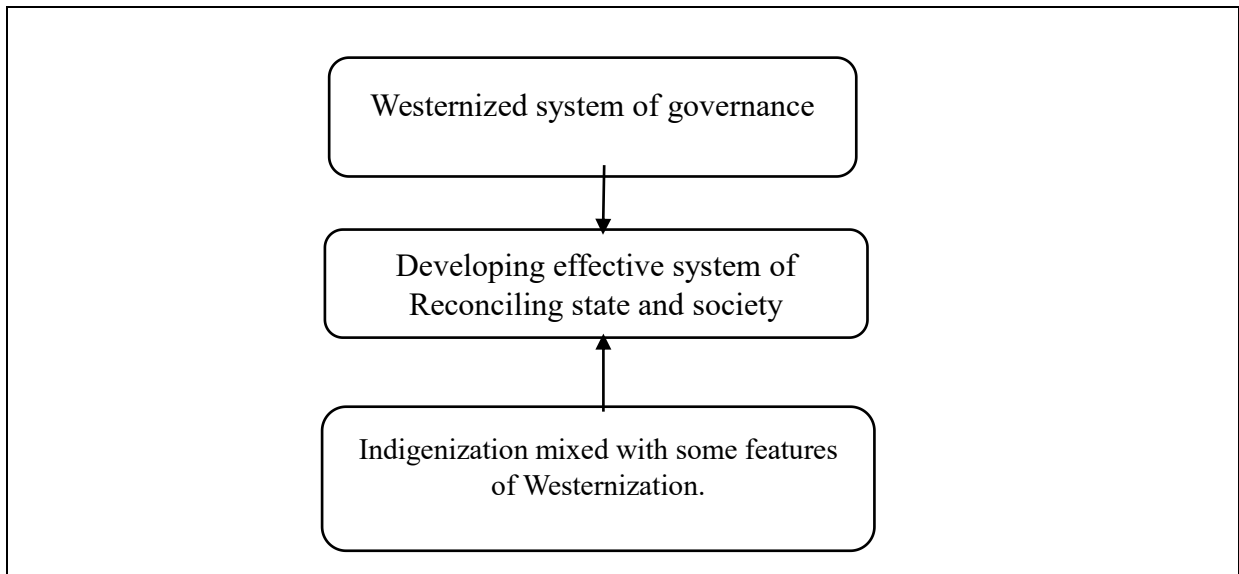 Westernized system of governance
Developing effective system of
Reconciling state and society
Indigenization mixed with some features
of Westernization.